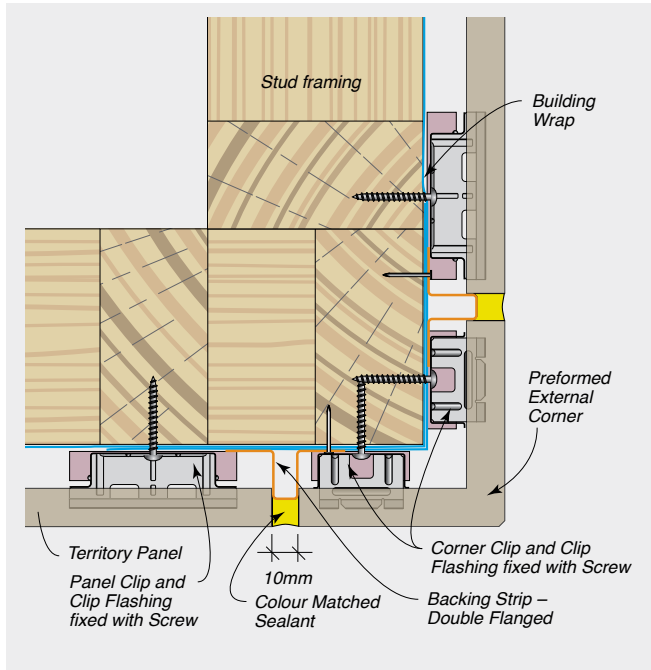 Stud framing
Building
Wrap
Preformed
External
Corner
Territory Panel
Panel Clip and
Clip Flashing
fixed with Screw
10mm
Colour Matched
Sealant
Corner Clip and Clip
Flashing fixed with Screw
Backing Strip –
Double Flanged